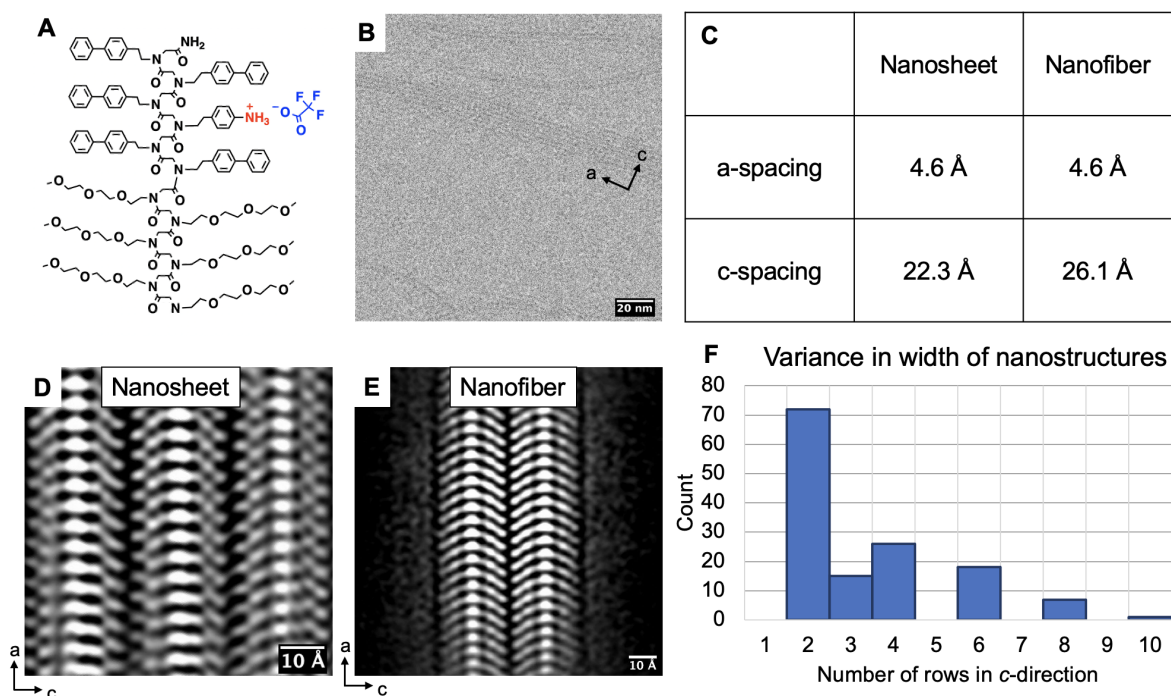 A
NH₂
N
O
O
N
N
O
O
N
NH₃
+
−
O
O
F
F
F
N
O
O
N
O
O
O
N
O
O
N
O
O
O
O
O
O
N
O
O
N
O
O
O
O
O
O
N
O
O
N
O
O
O
B
a
c
20 nm
C
Nanosheet
Nanofiber
a-spacing
4.6 Å
4.6 Å
c-spacing
22.3 Å
26.1 Å
D
Nanosheet
10 Å
a
c
E
Nanofiber
10 Å
a
c
F
Variance in width of nanostructures
80
70
60
50
40
30
20
10
0
Count
1 2 3 4 5 6 7 8 9 10
Number of rows in c-direction